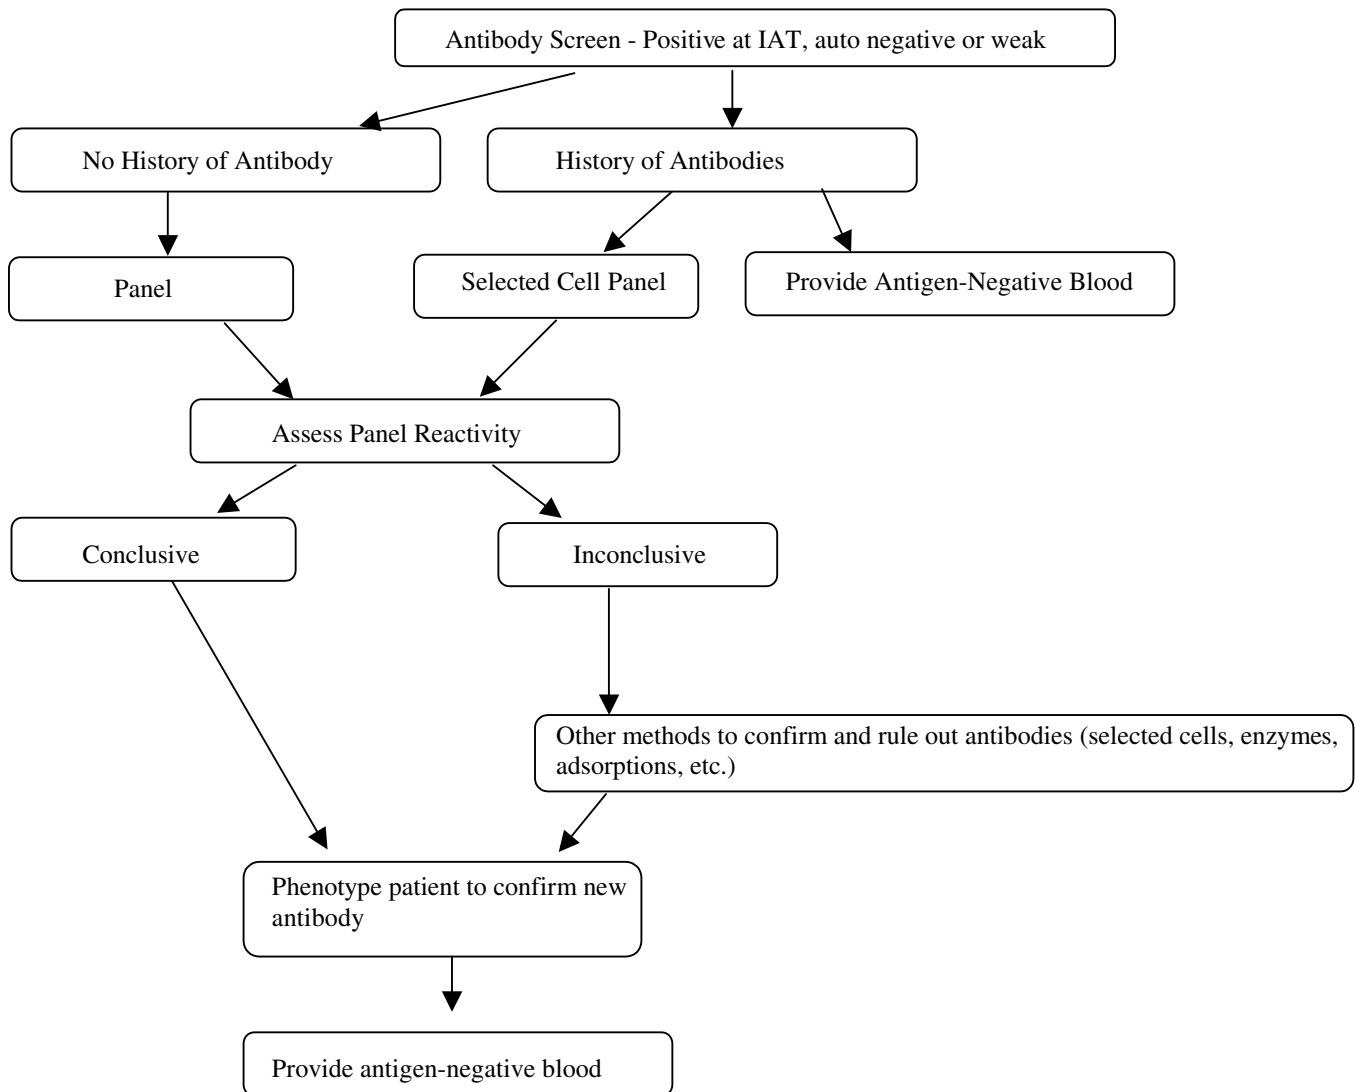 Antibody Screen - Positive at IAT, auto negative or weak
No History of Antibody
History of Antibodies
Panel
Selected Cell Panel
Provide Antigen-Negative Blood
Assess Panel Reactivity
Conclusive
Inconclusive
Other methods to confirm and rule out antibodies (selected cells, enzymes,
adsorptions, etc.)
Phenotype patient to confirm new
antibody
Provide antigen-negative blood